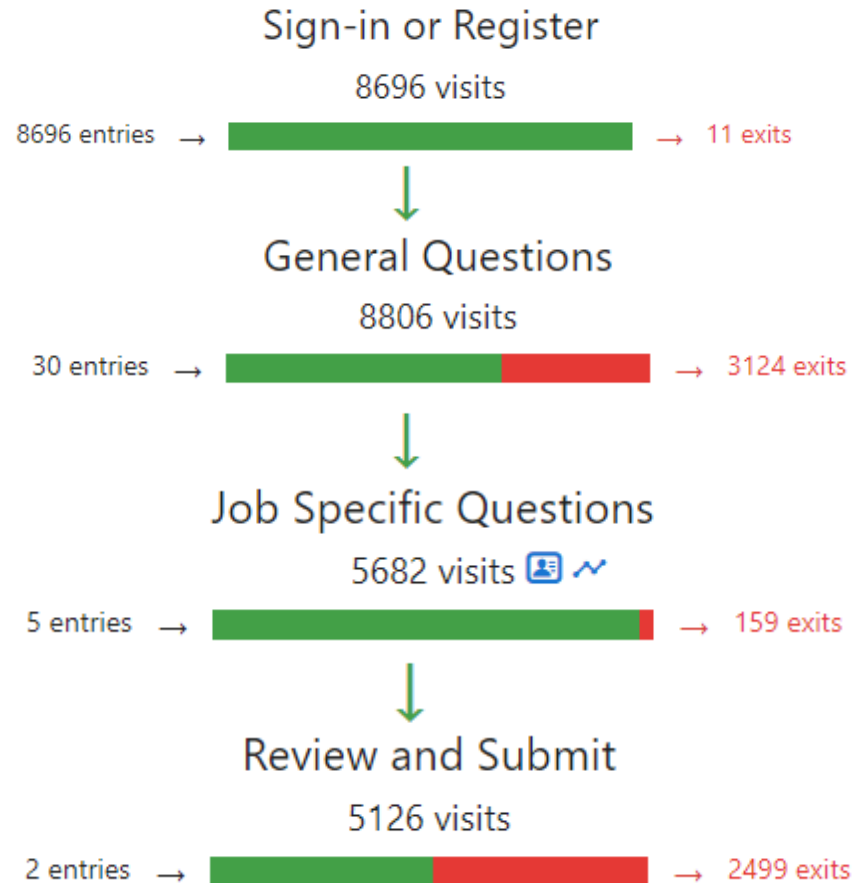 Sign-in or Register
8696 visits
8696 entries → → 11 exits
↓
General Questions
8806 visits
30 entries → → 3124 exits
↓
Job Specific Questions
5682 visits
5 entries → → 159 exits
↓
Review and Submit
5126 visits
2 entries → → 2499 exits